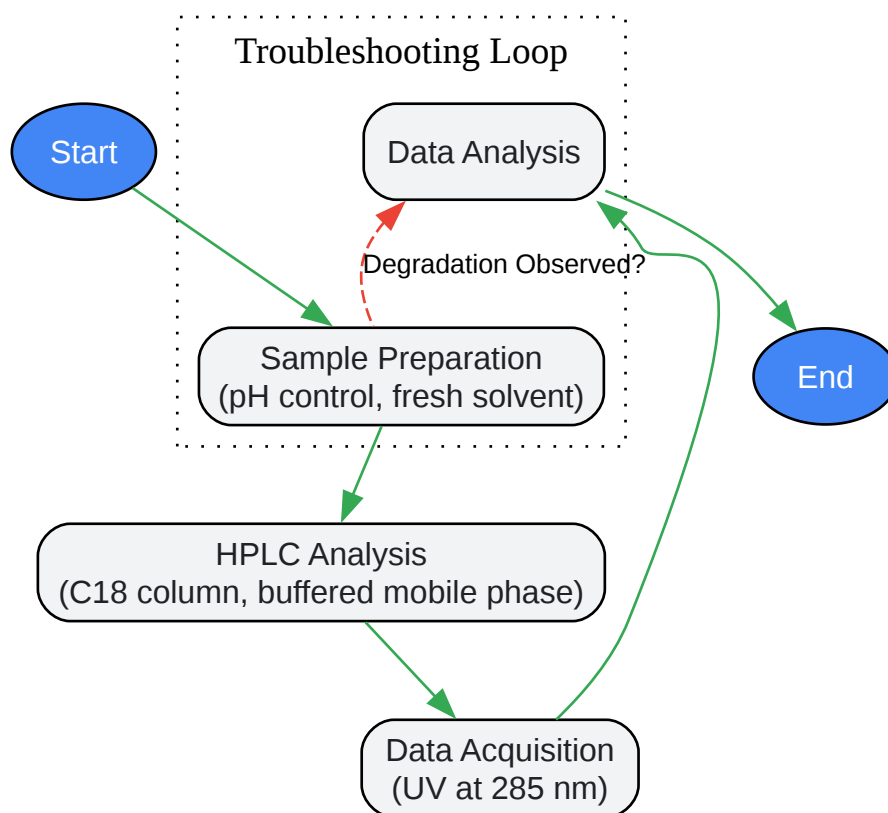 Troubleshooting Loop
Start
Data Analysis
Degradation Observed?
Sample Preparation
(pH control, fresh solvent)
End
HPLC Analysis
(C18 column, buffered mobile phase)
Data Acquisition
(UV at 285 nm)